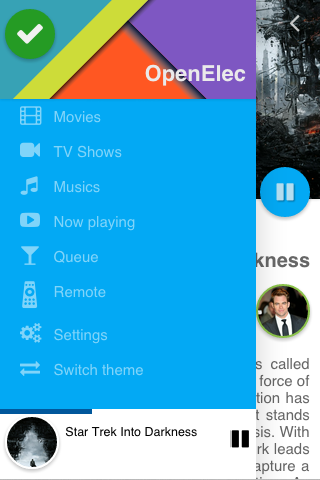 OpenElec
Movies
TV Shows
Musics
Now playing
Queue
Remote
Settings
Switch theme
Star Trek Into Darkness
kness
s called
force of
tion has
t stands
sis. With
rk leads
apture a